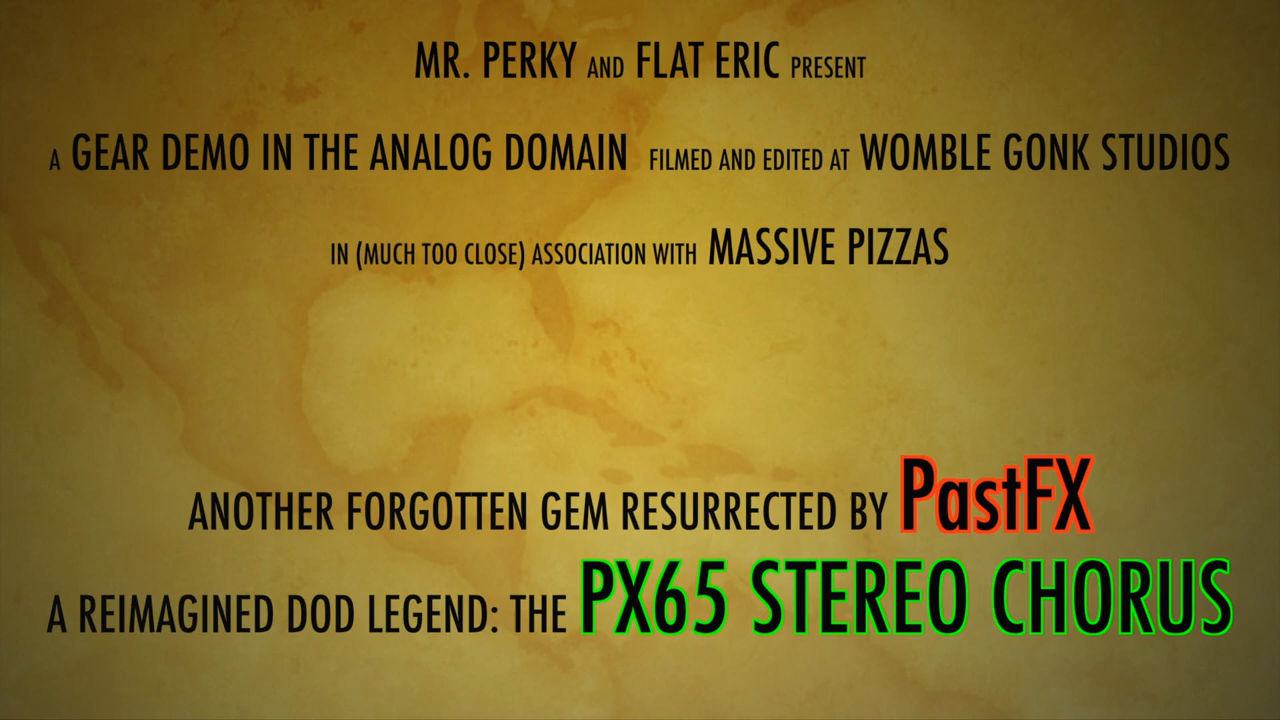 MR. PERKY AND FLAT ERIC PRESENT
A GEAR DEMO IN THE ANALOG DOMAIN FILMED AND EDITED AT WOMBLE GONK STUDIOS
IN (MUCH TOO CLOSE) ASSOCIATION WITH MASSIVE PIZZAS
ANOTHER FORGOTTEN GEM RESURRECTED BY PastFX
A REIMAGINED DOD LEGEND: THE PX65 STEREO CHORUS